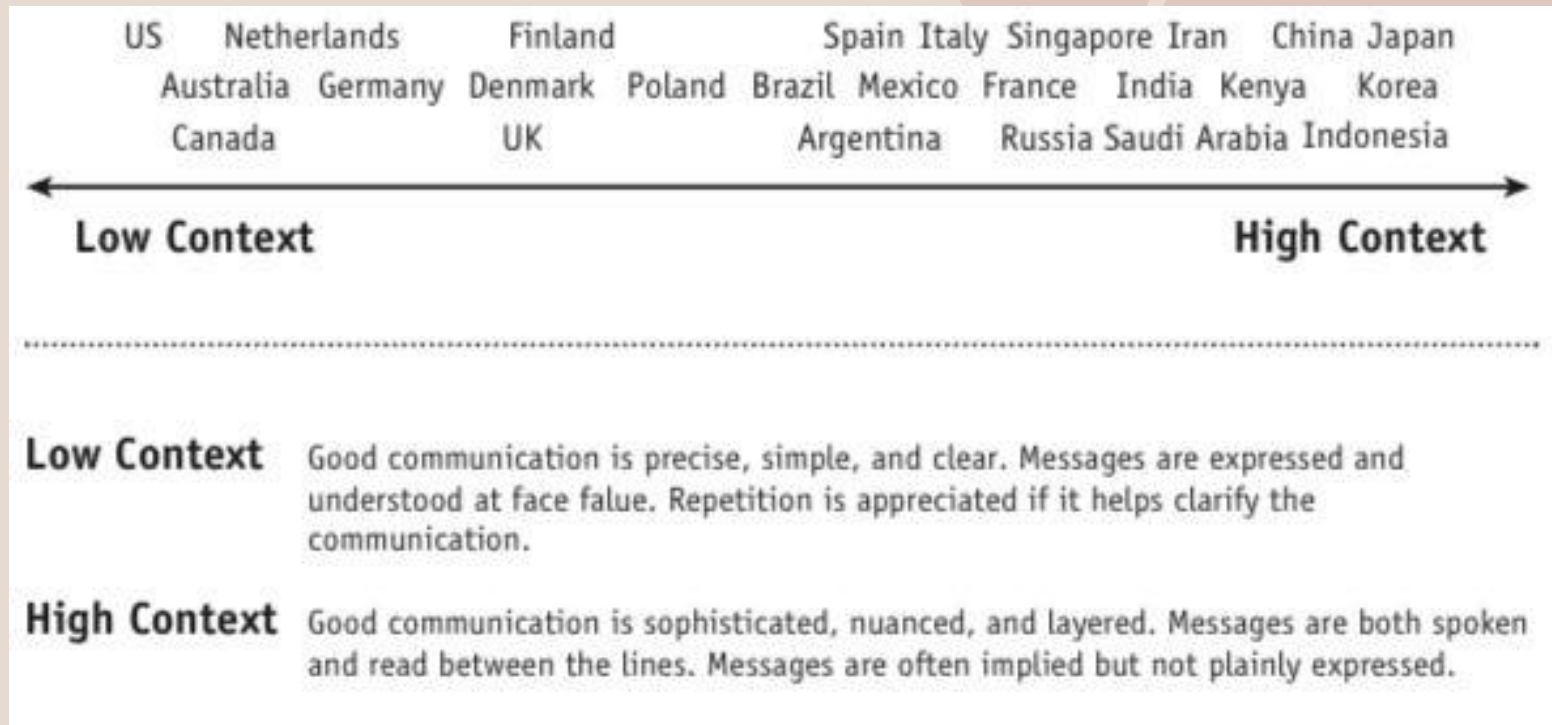 US Netherlands Finland Spain Italy Singapore Iran China Japan
Australia Germany Denmark Poland Brazil Mexico France India Kenya Korea
Canada UK Argentina Russia Saudi Arabia Indonesia
Low Context High Context
Low Context Good communication is precise, simple, and clear. Messages are expressed and
understood at face falue. Repetition is appreciated if it helps clarify the
communication.
High Context Good communication is sophisticated, nuanced, and layered. Messages are both spoken
and read between the lines. Messages are often implied but not plainly expressed.